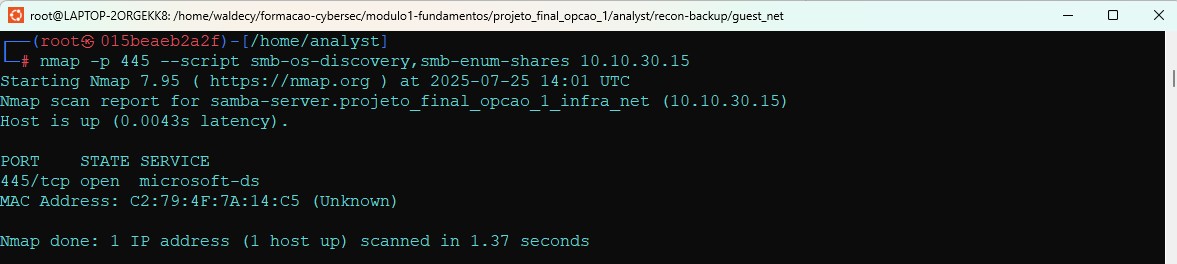 root@LAPTOP-2ORGEKK8: /home/waldecy/formacao-cybersec/modulo1-fundamentos/projeto_final_opcao_1/analyst/recon-backup/guest_net
┌──(root㉿ 015beaeb2a2f)-[/home/analyst]
└─# nmap -p 445 --script smb-os-discovery,smb-enum-shares 10.10.30.15
Starting Nmap 7.95 ( https://nmap.org ) at 2025-07-25 14:01 UTC
Nmap scan report for samba-server.projeto_final_opcao_1_infra_net (10.10.30.15)
Host is up (0.0043s latency).
PORT    STATE SERVICE
445/tcp open  microsoft-ds
MAC Address: C2:79:4F:7A:14:C5 (Unknown)
Nmap done: 1 IP address (1 host up) scanned in 1.37 seconds